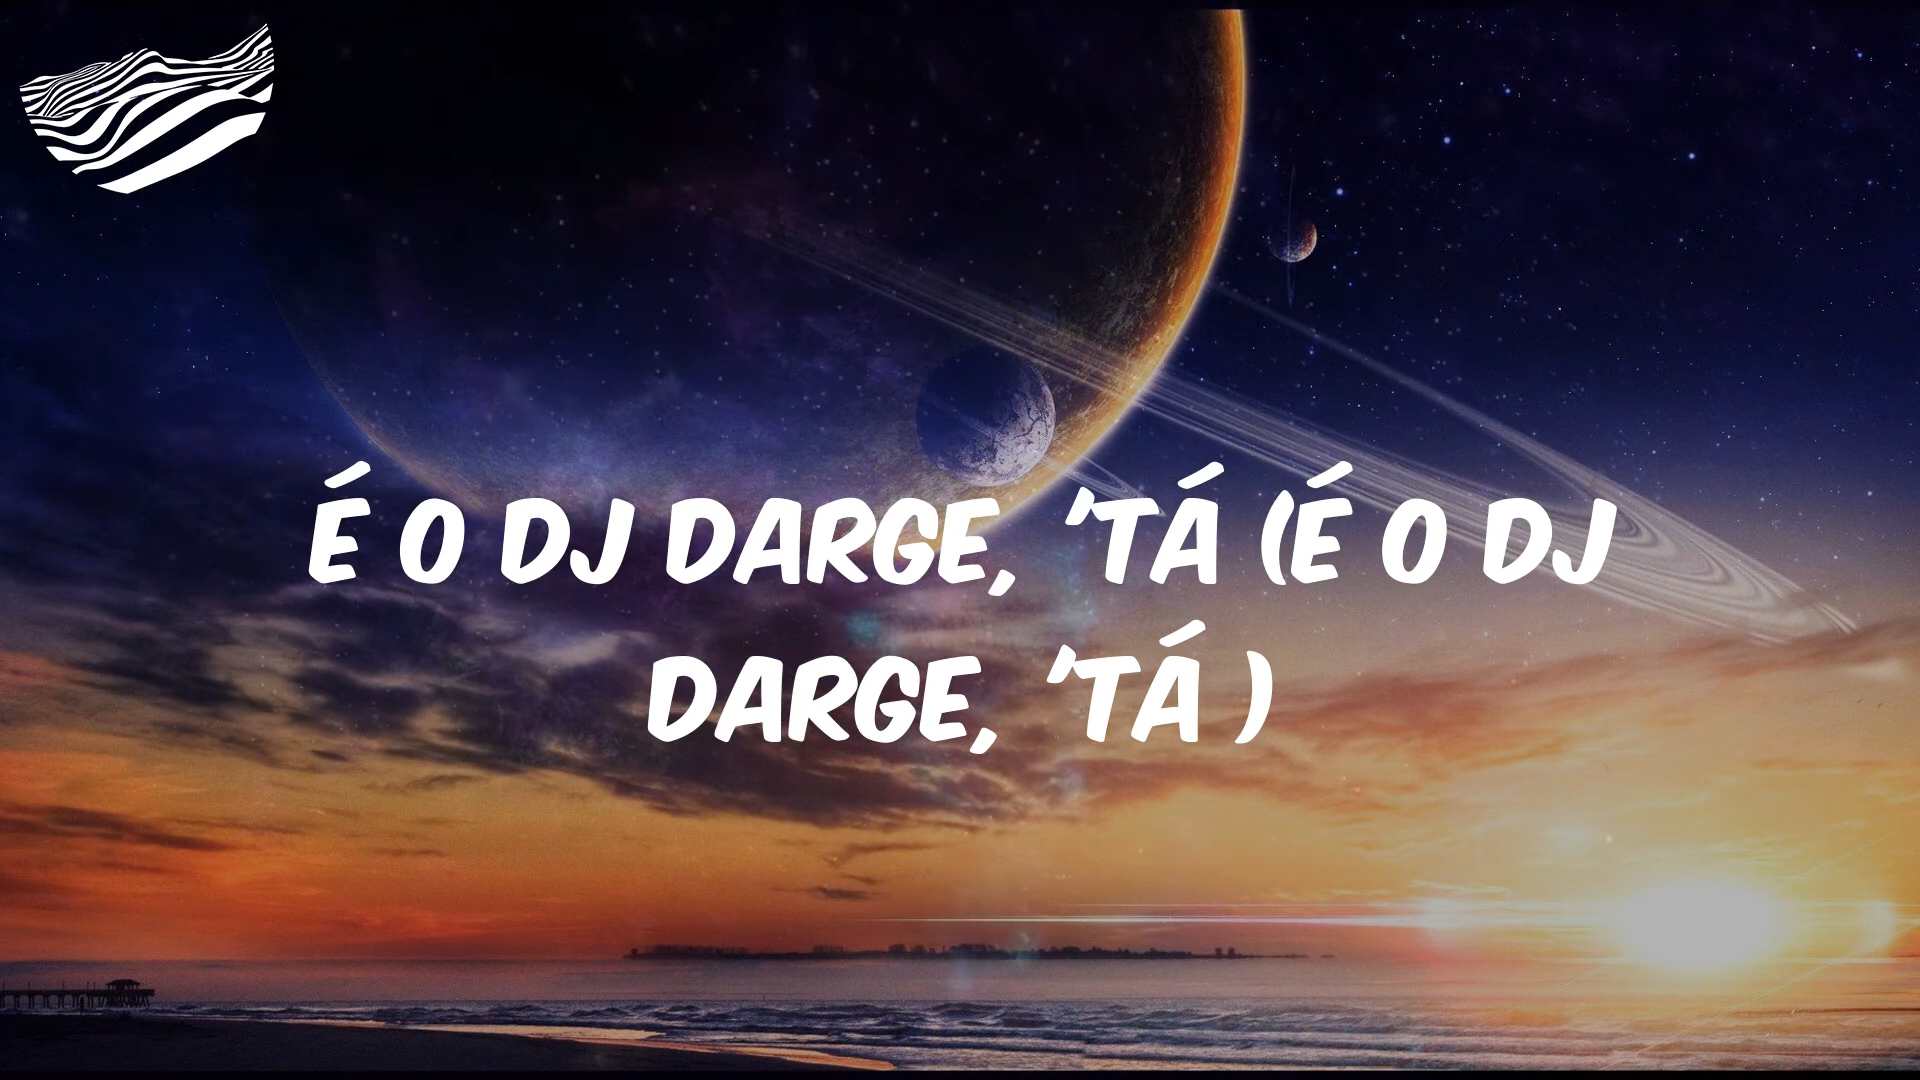 É O DJ DARGE, 'TÁ (É O DJ
DARGE, 'TÁ )